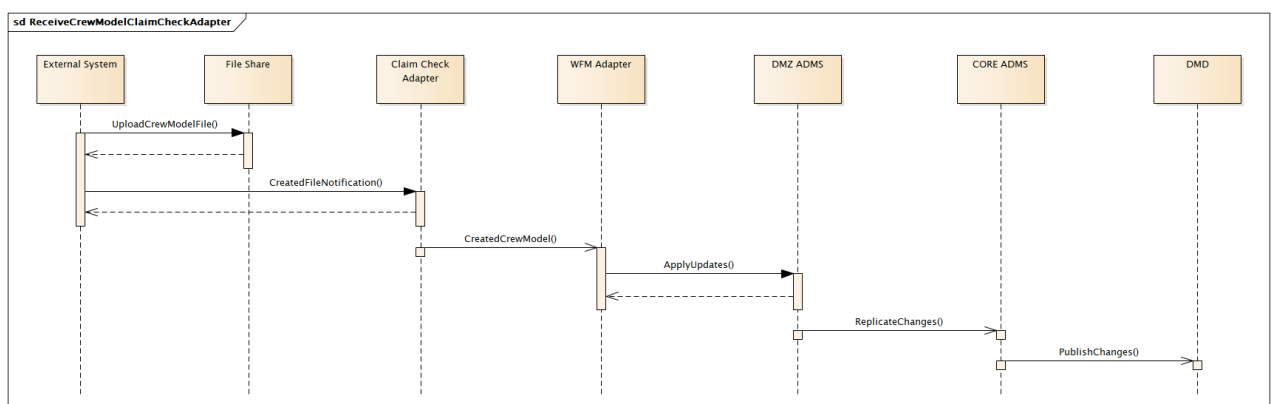 sd ReceiveCrewModelClaimCheckAdapter
External System
File Share
Claim Check
Adapter
WFM Adapter
DMZ ADMS
CORE ADMS
DMD
UploadCrewModelFile()
CreatedFileNotification()
CreatedCrewModel()
ApplyUpdates()
ReplicateChanges()
PublishChanges()